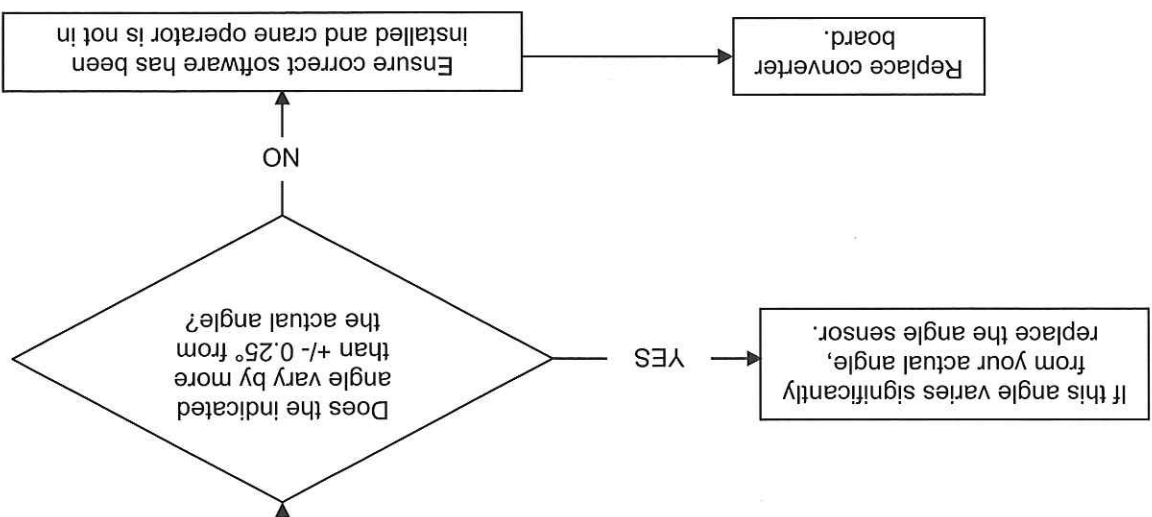 Does the indicated
angle vary by more
than +/- 0.25° from
the actual angle?
YES
If this angle varies significantly
from your actual angle,
replace the angle sensor.
NO
Ensure correct software has been
installed and crane operator is not in
Replace converter
board.